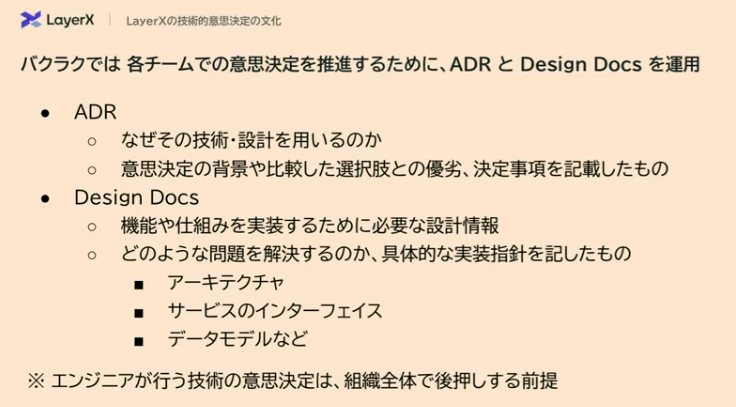 LayerX LayerXの技術的意思決定の文化
バクラクでは 各チームでの意思決定を推進するために、ADR と Design Docs を運用
● ADR
○ なぜその技術・設計を用いるのか
○ 意思決定の背景や比較した選択肢との優劣、決定事項を記載したもの
● Design Docs
○ 機能や仕組みを実装するために必要な設計情報
○ どのような問題を解決するのか、具体的な実装指針を記したもの
■ アーキテクチャ
■ サービスのインターフェイス
■ データモデルなど
※ エンジニアが行う技術の意思決定は、組織全体で後押しする前提